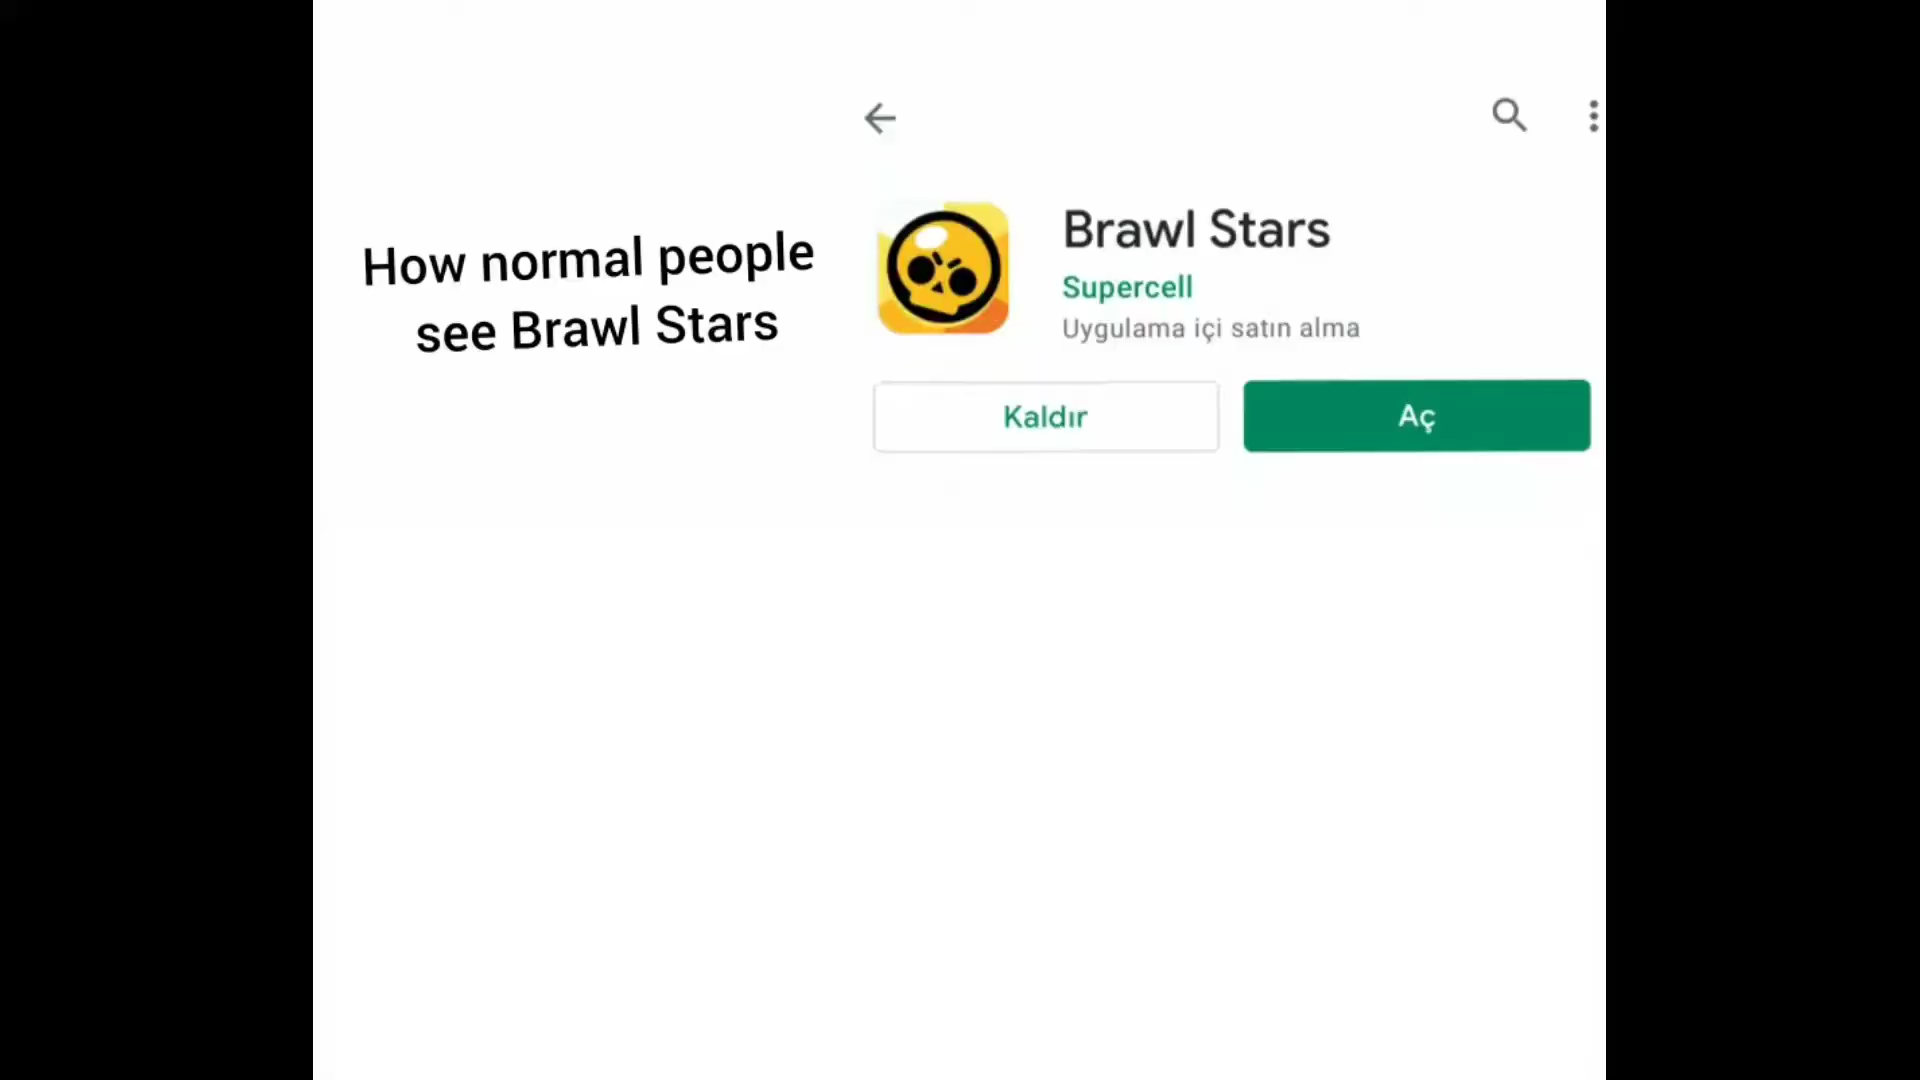 How normal people
see Brawl Stars
Brawl Stars
Supercell
Uygulama içi satın alma
Kaldır
Aç